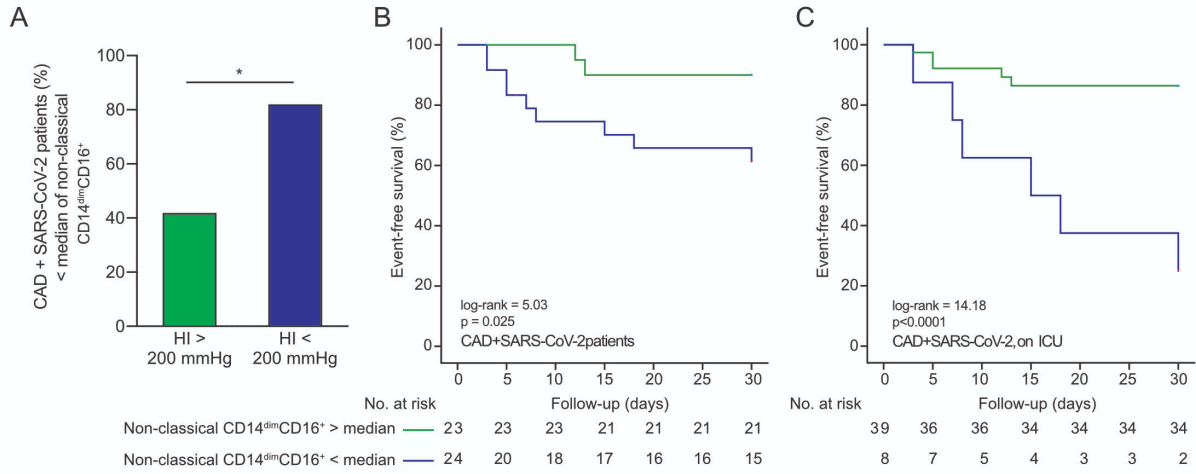 A
CAD + SARS-CoV-2 patients (%)
< median of non-classical
CD14dimCD16+
100
80
60
40
20
0
*
HI >
200 mmHg
HI <
200 mmHg
B
Event-free survival (%)
100
80
60
40
20
0
log-rank = 5.03
p = 0.025
CAD+SARS-CoV-2patients
0 5 10 15 20 25 30
Follow-up (days)
C
Event-free survival (%)
100
80
60
40
20
0
log-rank = 14.18
p<0.0001
CAD+SARS-CoV-2, on ICU
0 5 10 15 20 25 30
Follow-up (days)
No. at risk
Non-classical CD14dimCD16+ > median 23 23 23 21 21 21 21
Non-classical CD14dimCD16+ < median 24 20 18 17 16 16 15
No. at risk
39 36 36 34 34 34 34
8 7 5 4 3 3 2